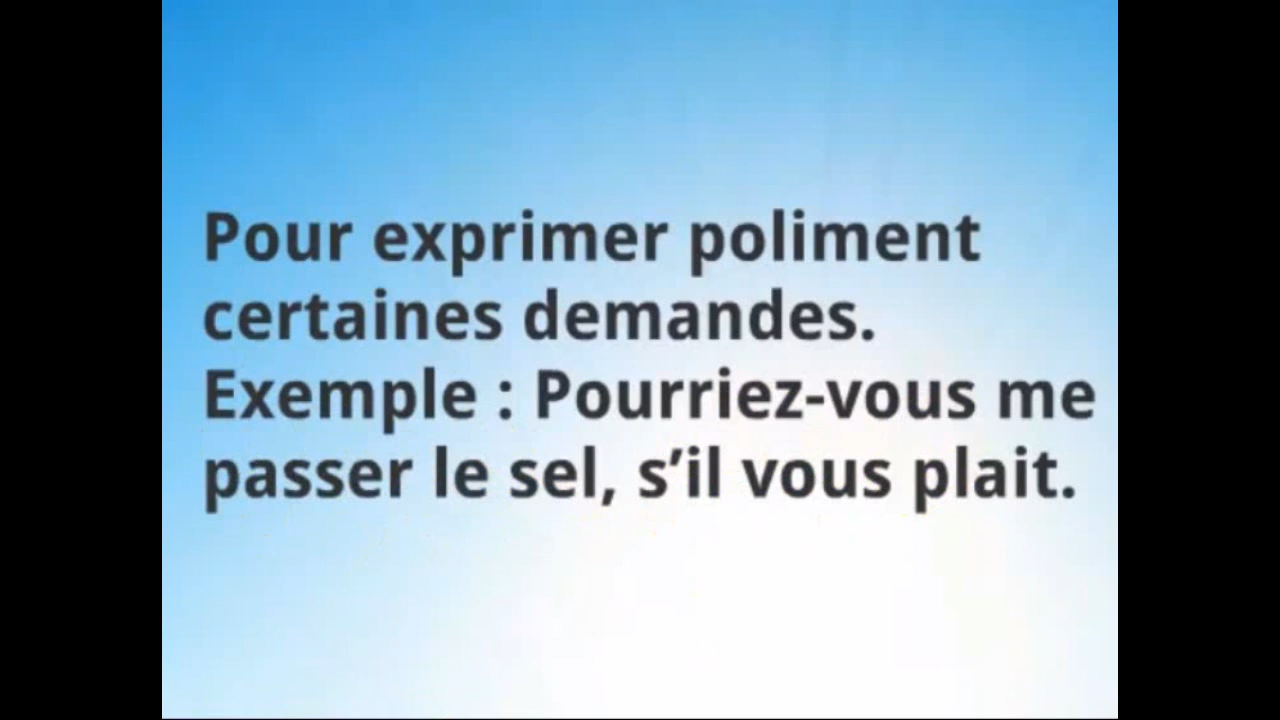 Pour exprimer poliment
certaines demandes.
Exemple : Pourriez-vous me
passer le sel, s’il vous plait.